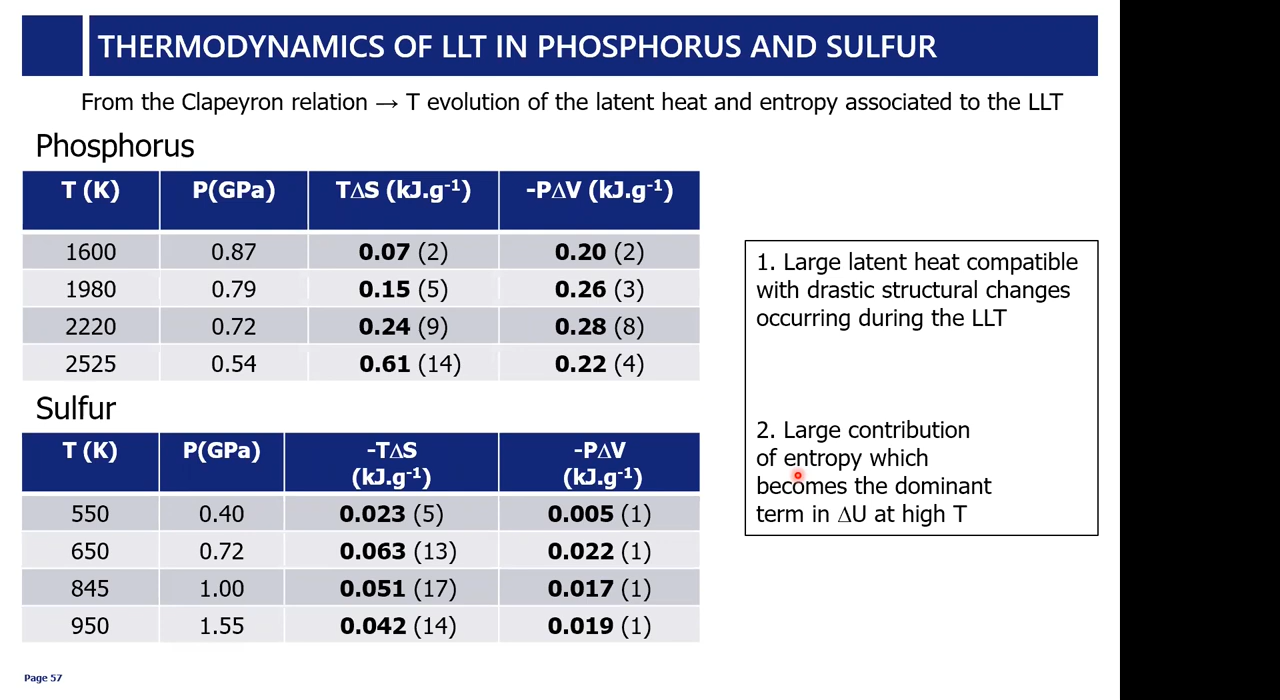 THERMODYNAMICS OF LLT IN PHOSPHORUS AND SULFUR
From the Clapeyron relation → T evolution of the latent heat and entropy associated to the LLT
Phosphorus
T (K) P(GPa) T∆S (kJ.g⁻¹) -P∆V (kJ.g⁻¹)
1600 0.87 0.07 (2) 0.20 (2)
1980 0.79 0.15 (5) 0.26 (3)
2220 0.72 0.24 (9) 0.28 (8)
2525 0.54 0.61 (14) 0.22 (4)
Sulfur
T (K) P(GPa) -T∆S -P∆V
(kJ.g⁻¹) (kJ.g⁻¹)
550 0.40 0.023 (5) 0.005 (1)
650 0.72 0.063 (13) 0.022 (1)
845 1.00 0.051 (17) 0.017 (1)
950 1.55 0.042 (14) 0.019 (1)
1. Large latent heat compatible
with drastic structural changes
occurring during the LLT
2. Large contribution
of entropy which
becomes the dominant
term in ∆U at high T
Page 57